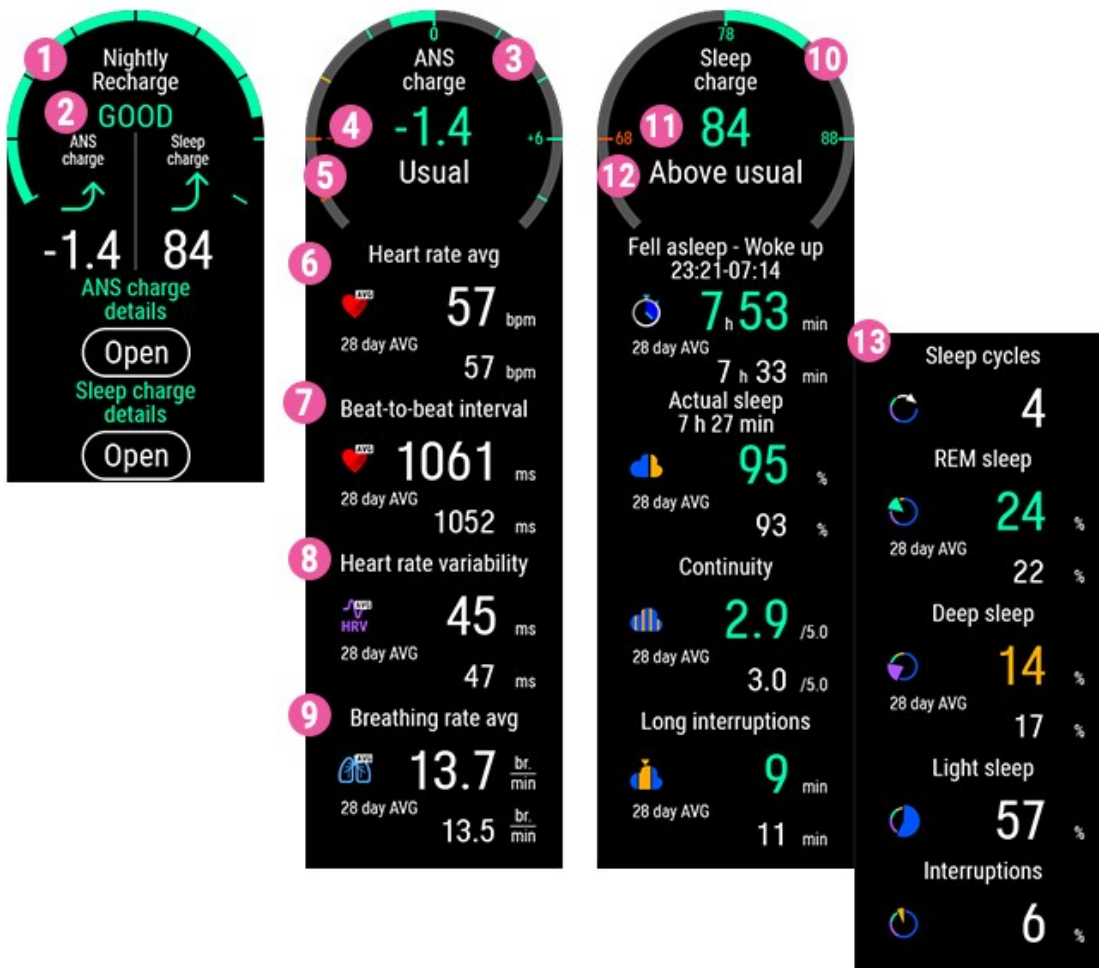 1
Nightly
Recharge
2
GOOD
ANS
charge
Sleep
charge
-1.4
84
ANS charge
details
Open
Sleep charge
details
Open
0
3
ANS
charge
4
-1.4
+6
5
Usual
6
Heart rate avg
AVG
57 bpm
28 day AVG
57 bpm
7
Beat-to-beat interval
AVG
1061 ms
28 day AVG
1052 ms
8
Heart rate variability
AVG
HRV
45 ms
28 day AVG
47 ms
9
Breathing rate avg
AVG
13.7 br.
min
28 day AVG
13.5 br.
min
78
10
Sleep
charge
68
11
84
88
12
Above usual
Fell asleep - Woke up
23:21-07:14
7 h 53 min
28 day AVG
7 h 33 min
Actual sleep
7 h 27 min
95 %
28 day AVG
93 %
Continuity
2.9 /5.0
28 day AVG
3.0 /5.0
Long interruptions
9 min
28 day AVG
11 min
13
Sleep cycles
4
REM sleep
24 %
28 day AVG
22 %
Deep sleep
14 %
28 day AVG
17 %
Light sleep
57 %
Interruptions
6 %